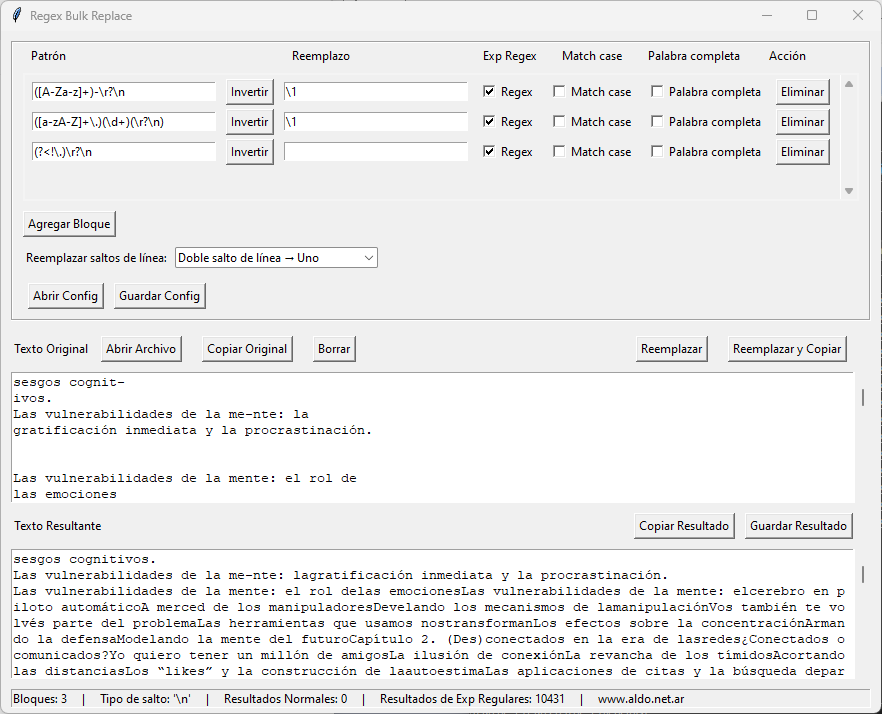 Regex Bulk Replace
Patrón Reemplazo Exp Regex Match case Palabra completa Acción
([A-Za-z]+)-\r?\n Invertir \1 Regex Match case Palabra completa Eliminar
([a-zA-Z]+\.)(\d+)(\r?\n) Invertir \1 Regex Match case Palabra completa Eliminar
(?<!\.)\r?\n Invertir Regex Match case Palabra completa Eliminar
Agregar Bloque
Reemplazar saltos de línea: Doble salto de línea → Uno
Abrir Config Guardar Config
Texto Original Abrir Archivo Copiar Original Borrar Reemplazar Reemplazar y Copiar
sesgos cognit-
ivos.
Las vulnerabilidades de la me-nte: la
gratificación inmediata y la procrastinación.
Las vulnerabilidades de la mente: el rol de
las emociones
Texto Resultante Copiar Resultado Guardar Resultado
sesgos cognitivos.
Las vulnerabilidades de la me-nte: lagratificación inmediata y la procrastinación.
Las vulnerabilidades de la mente: el rol delas emocionesLas vulnerabilidades de la mente: elcerebro en p
iloto automáticoA merced de los manipuladoresDevelando los mecanismos de lamanipulaciónVos también te vo
lvés parte del problemaLas herramientas que usamos nostransformanLos efectos sobre la concentraciónArman
do la defensaModelando la mente del futuroCapítulo 2. (Des)conectados en la era de lasredes¿Conectados o
comunicados?Yo quiero tener un millón de amigosLa ilusión de conexiónLa revancha de los tímidosAcortando
las distanciasLos “likes” y la construcción de laautoestimaLas aplicaciones de citas y la búsqueda depar
Bloques: 3 | Tipo de salto: '\n' | Resultados Normales: 0 | Resultados de Exp Regulares: 10431 | www.aldo.net.ar